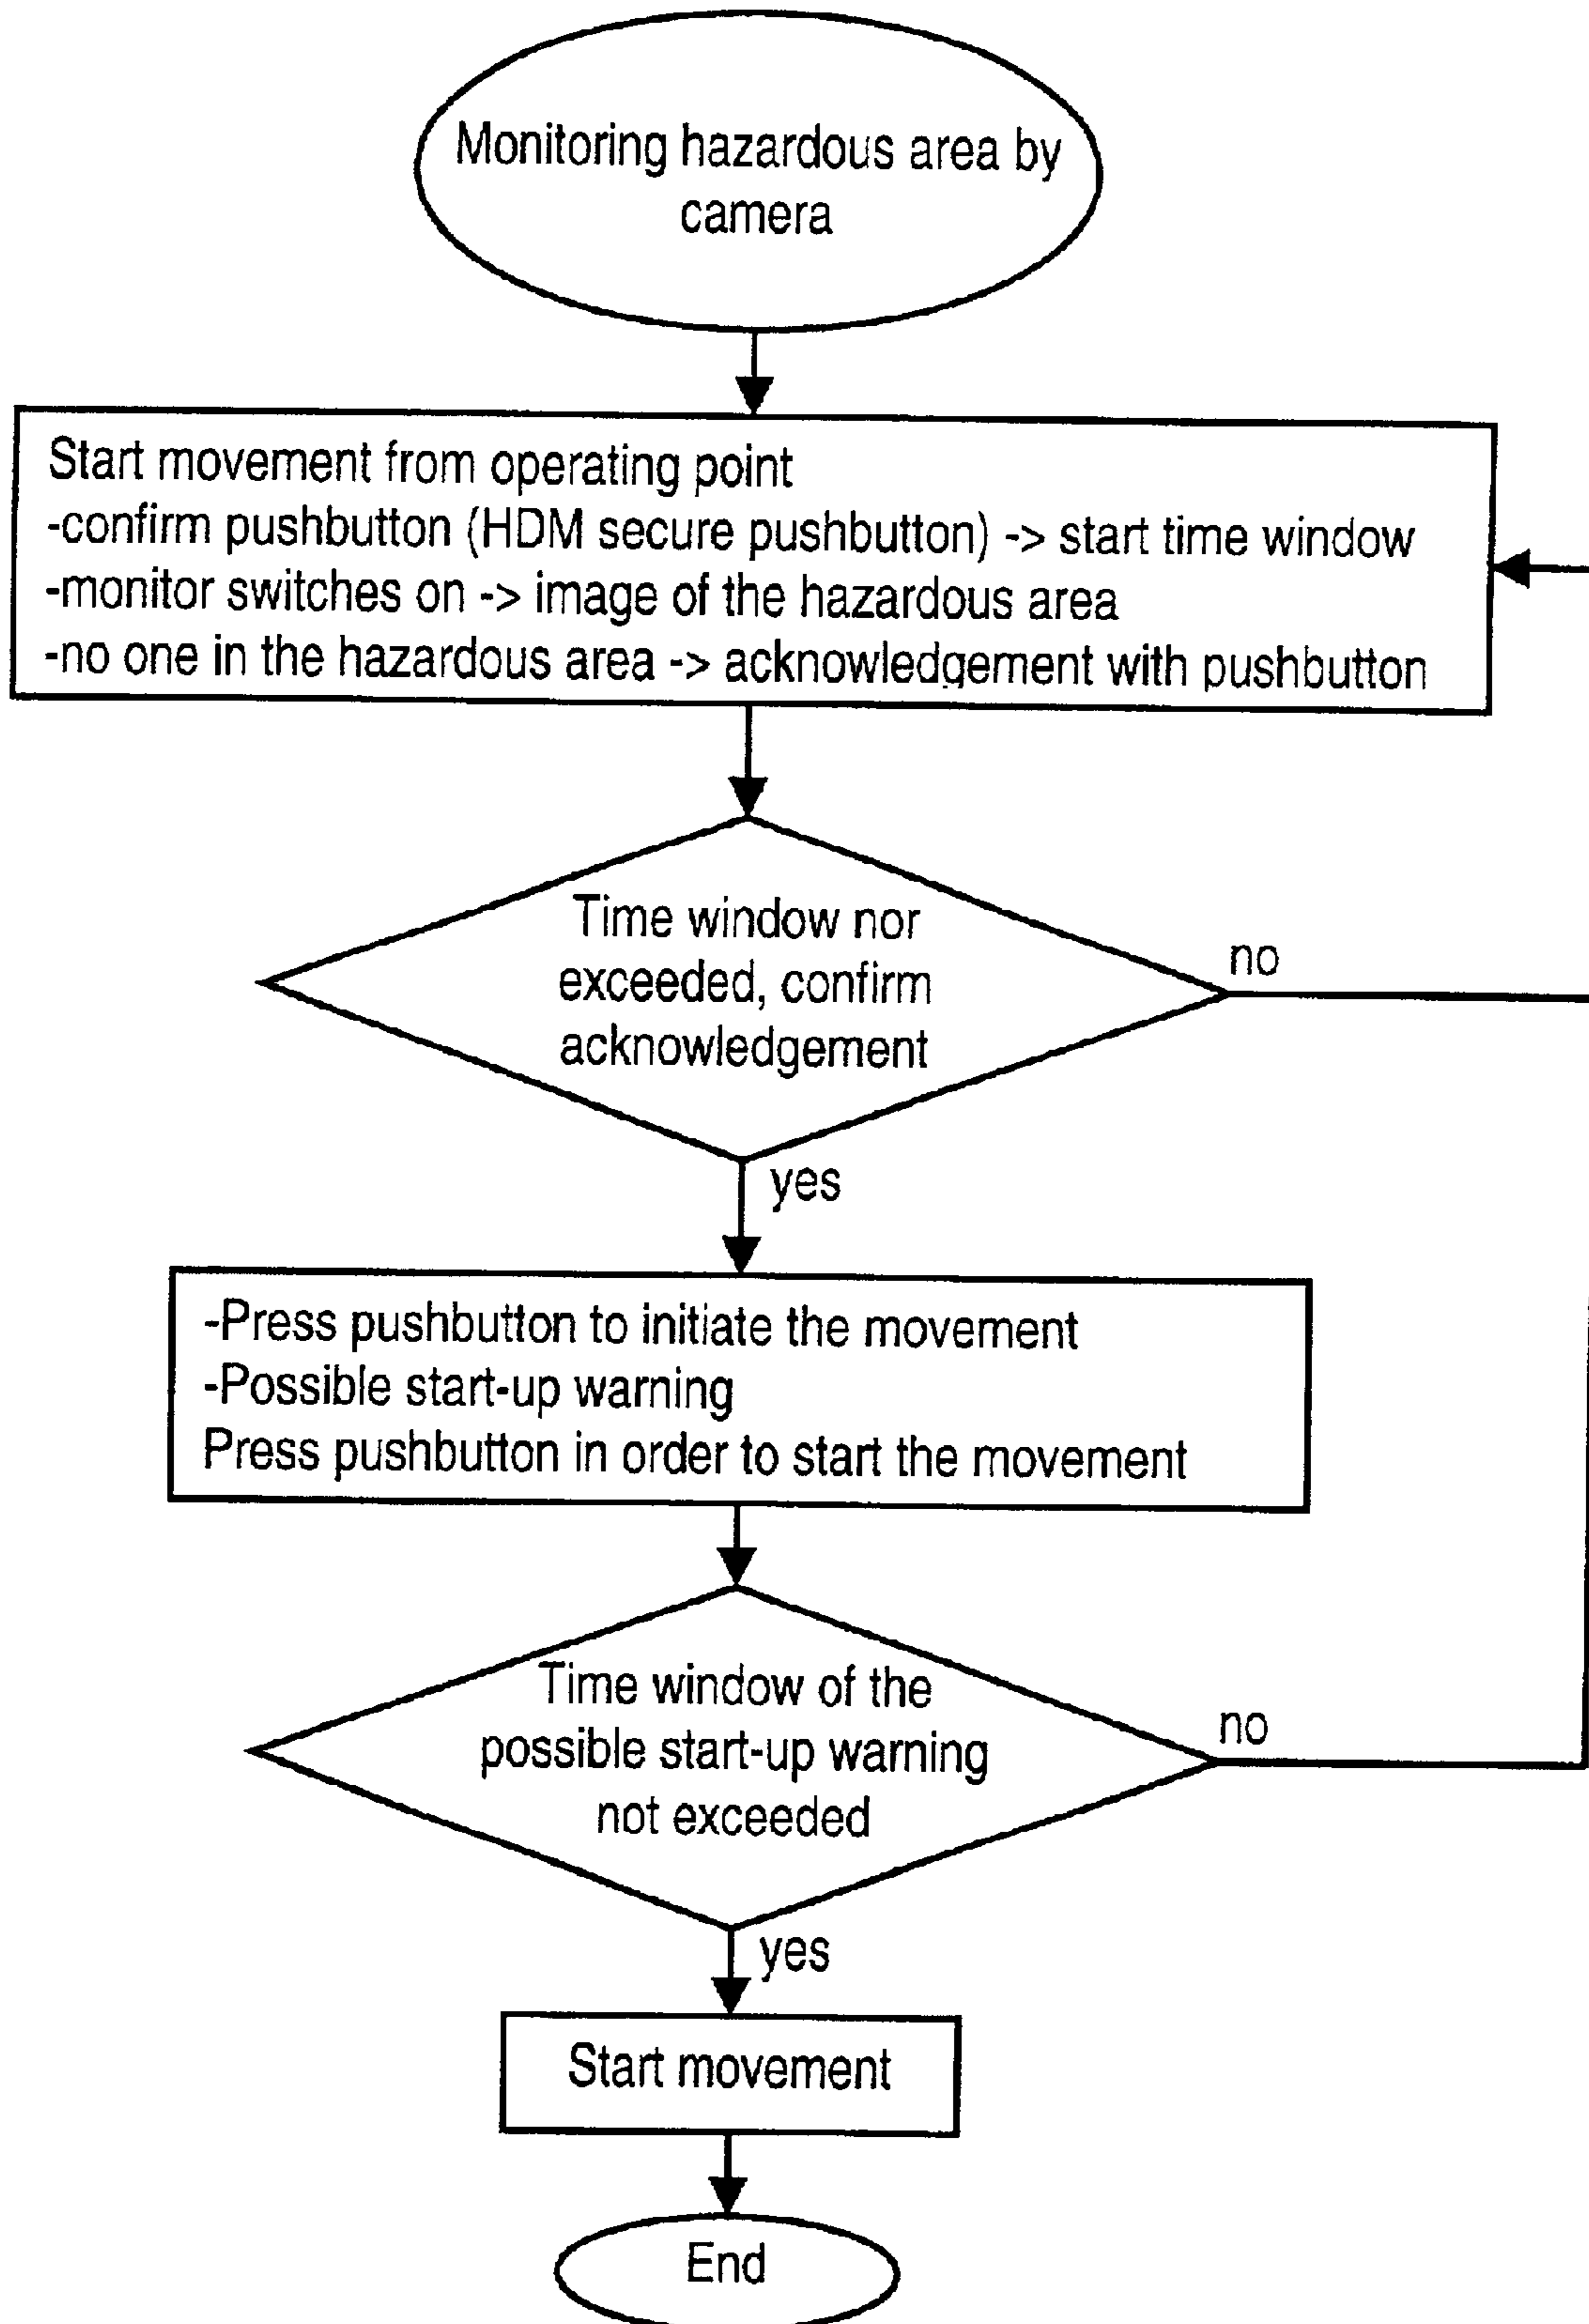 Monitoring hazardous area by
camera
Start movement from operating point
-confirm pushbutton (HDM secure pushbutton) -> start time window
-monitor switches on -> image of the hazardous area
-no one in the hazardous area -> acknowledgement with pushbutton
Time window nor
exceeded, confirm
acknowledgement
no
yes
-Press pushbutton to initiate the movement
-Possible start-up warning
Press pushbutton in order to start the movement
Time window of the
possible start-up warning
not exceeded
no
yes
Start movement
End